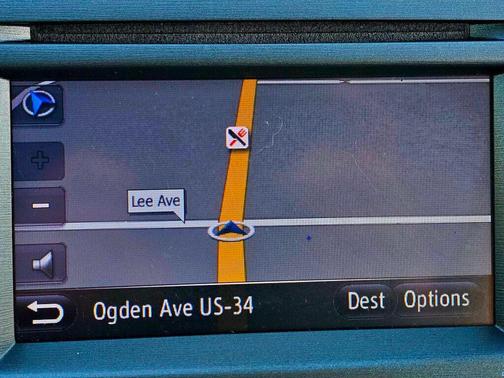 Lee Ave
Ogden Ave US-34
Dest
Options